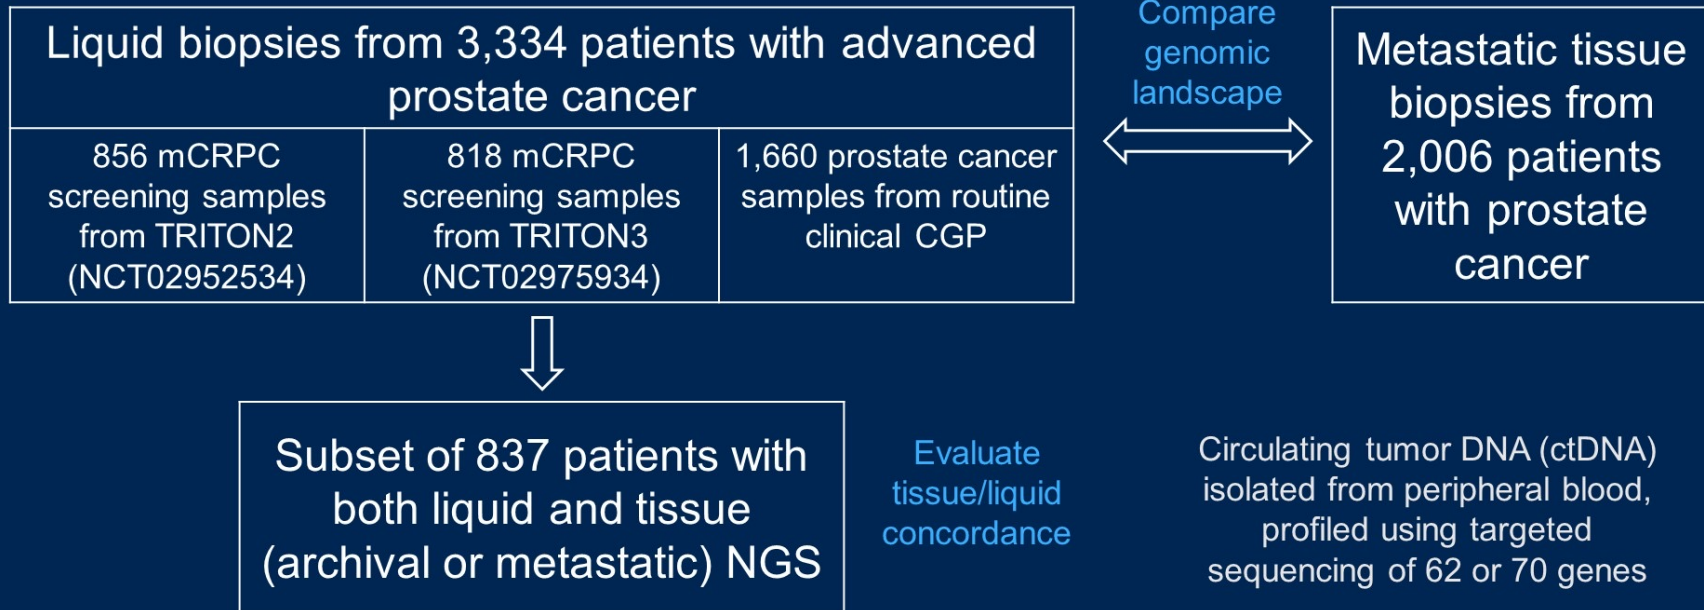 Liquid biopsies from 3,334 patients with advanced
prostate cancer
856 mCRPC
screening samples
from TRITON2
(NCT02952534)
818 mCRPC
screening samples
from TRITON3
(NCT02975934)
1,660 prostate cancer
samples from routine
clinical CGP
Compare
genomic
landscape
Metastatic tissue
biopsies from
2,006 patients
with prostate
cancer
Subset of 837 patients with
both liquid and tissue
(archival or metastatic) NGS
Evaluate
tissue/liquid
concordance
Circulating tumor DNA (ctDNA)
isolated from peripheral blood,
profiled using targeted
sequencing of 62 or 70 genes